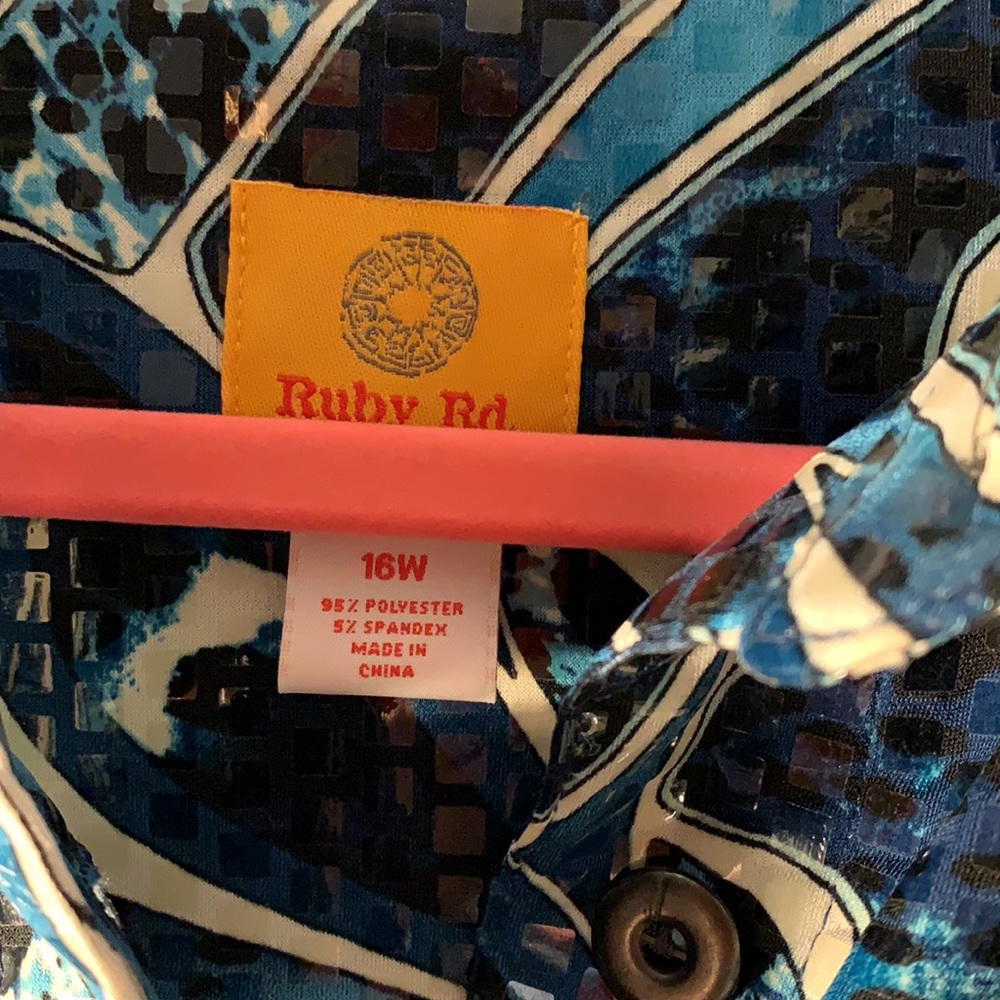 Ruby Rd.
16W
95% POLYESTER
5% SPANDEX
MADE IN
CHINA